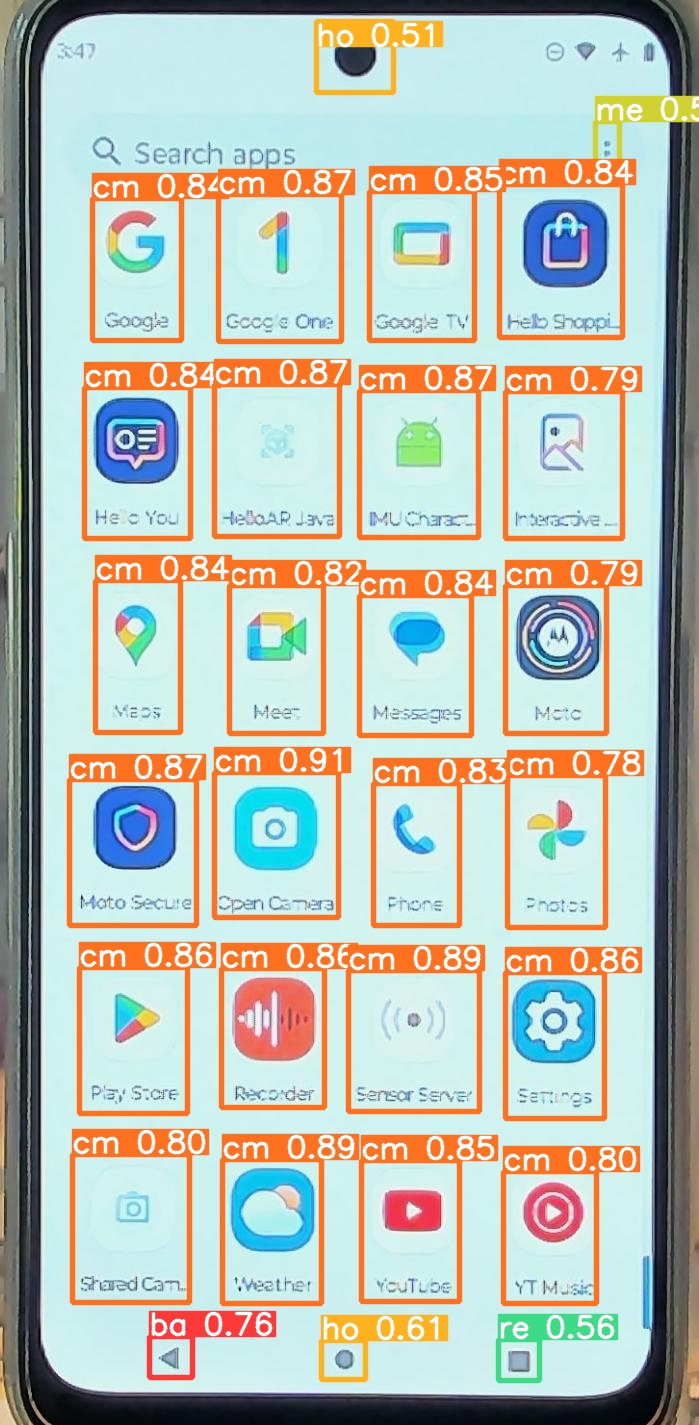 3:47
ho 0.51
me 0.5
Search apps
cm 0.84 cm 0.87 cm 0.85 cm 0.84
Google Google One Google TV Hello Shoppi...
cm 0.84 cm 0.87 cm 0.87 cm 0.79
Hello You HelloAR Java IMU Charact... Interactive ...
cm 0.84 cm 0.82 cm 0.84 cm 0.79
Maps Meet Messages Moto
cm 0.87 cm 0.91 cm 0.83 cm 0.78
Moto Secure Open Camera Phone Photos
cm 0.86 cm 0.86 cm 0.89 cm 0.86
Play Store Recorder Sensor Server Settings
cm 0.80 cm 0.89 cm 0.85 cm 0.80
Shared Cam... Weather YouTube YT Music
ba 0.76 ho 0.61 re 0.56